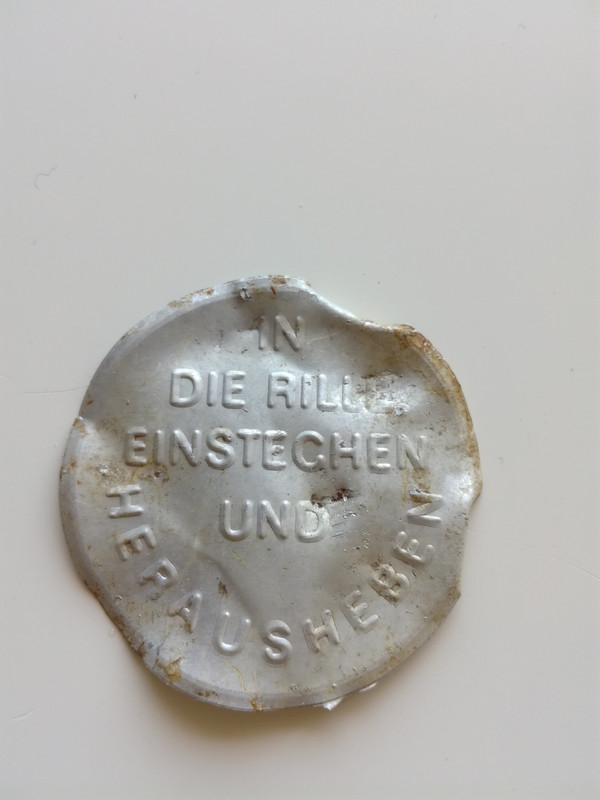 IN
DIE RILLE
EINSTECHEN
UND
HERAUSHEBEN